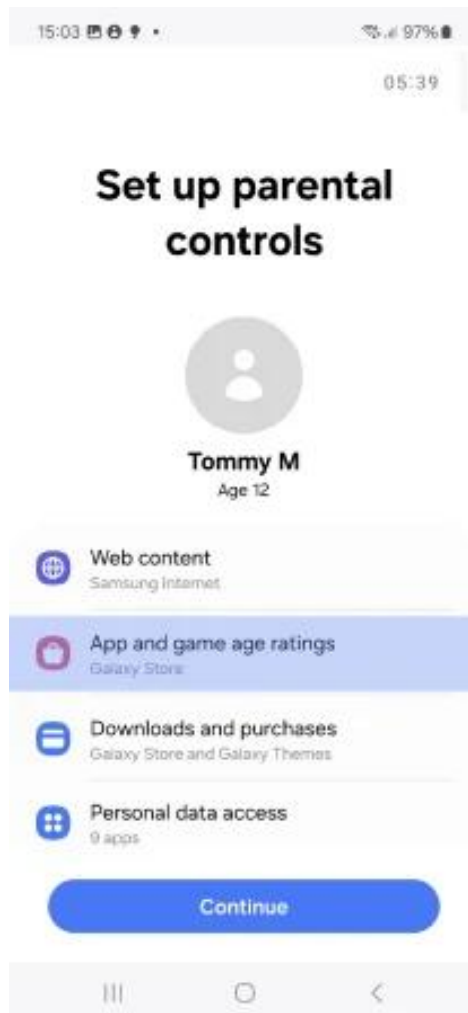 15:03
97%
05:39
Set up parental
controls
Tommy M
Age 12
Web content
Samsung Internet
App and game age ratings
Galaxy Store
Downloads and purchases
Galaxy Store and Galaxy Themes
Personal data access
9 apps
Continue